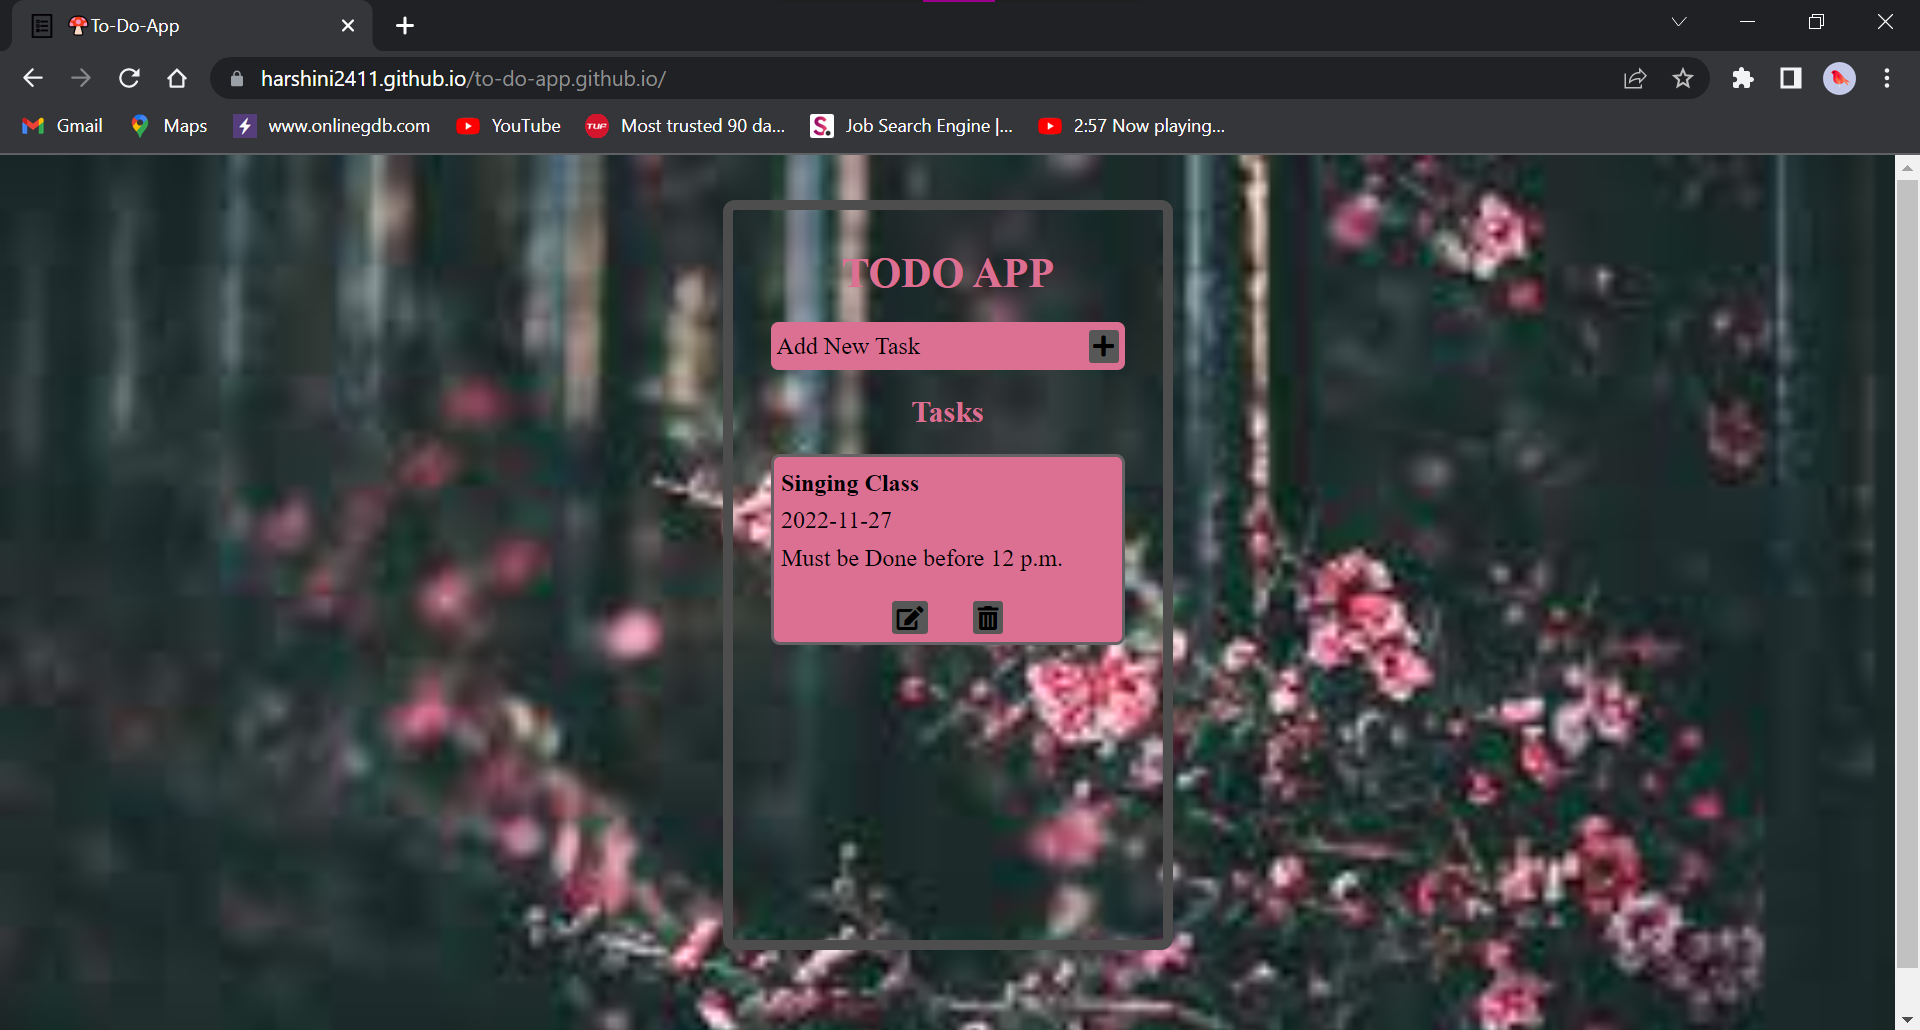 🍄To-Do-App
harshini2411.github.io/to-do-app.github.io/
Gmail
Maps
www.onlinegdb.com
YouTube
TUF
Most trusted 90 da...
S.
Job Search Engine |...
2:57 Now playing...
TODO APP
Add New Task
Tasks
Singing Class
2022-11-27
Must be Done before 12 p.m.